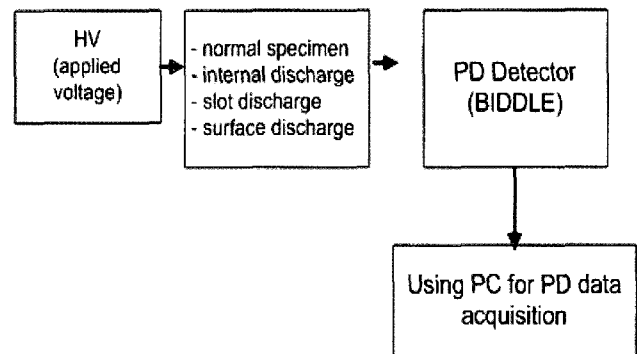 HV
(applied
voltage)
- normal specimen
- internal discharge
- slot discharge
- surface discharge
PD Detector
(BIDDLE)
Using PC for PD data
acquisition